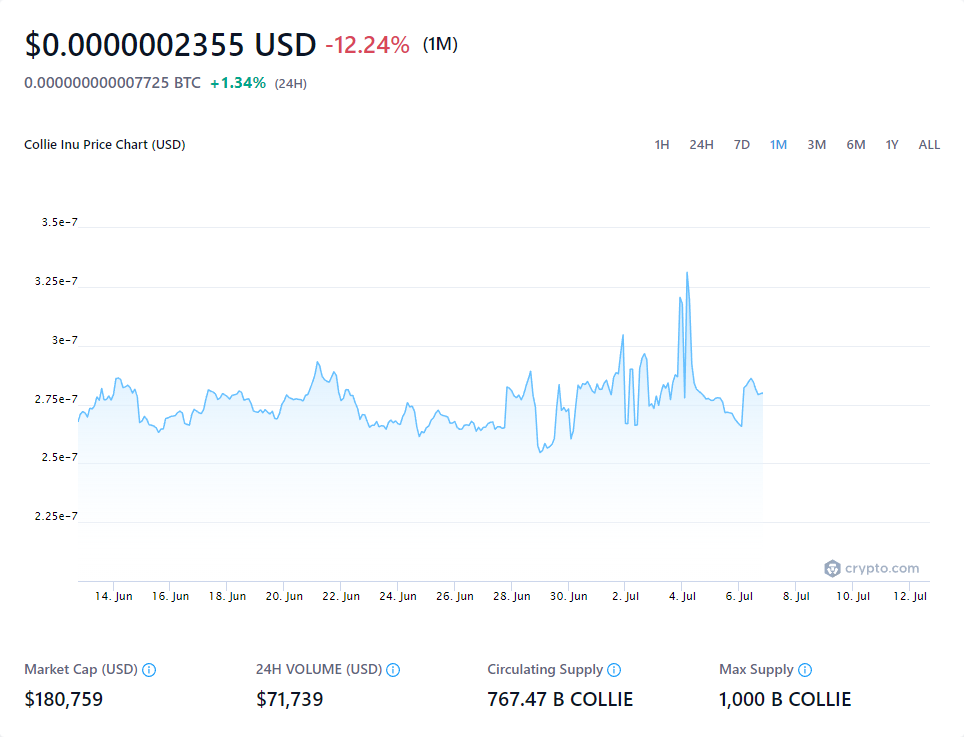 $0.0000002355 USD -12.24% (1M)
0.000000000007725 BTC +1.34% (24H)
Collie Inu Price Chart (USD) 1H 24H 7D 1M 3M 6M 1Y ALL
3.5e-7
3.25e-7
3e-7
2.75e-7
2.5e-7
2.25e-7
crypto.com
14. Jun 16. Jun 18. Jun 20. Jun 22. Jun 24. Jun 26. Jun 28. Jun 30. Jun 2. Jul 4. Jul 6. Jul 8. Jul 10. Jul 12. Jul
Market Cap (USD) 24H VOLUME (USD) Circulating Supply Max Supply
$180,759 $71,739 767.47 B COLLIE 1,000 B COLLIE